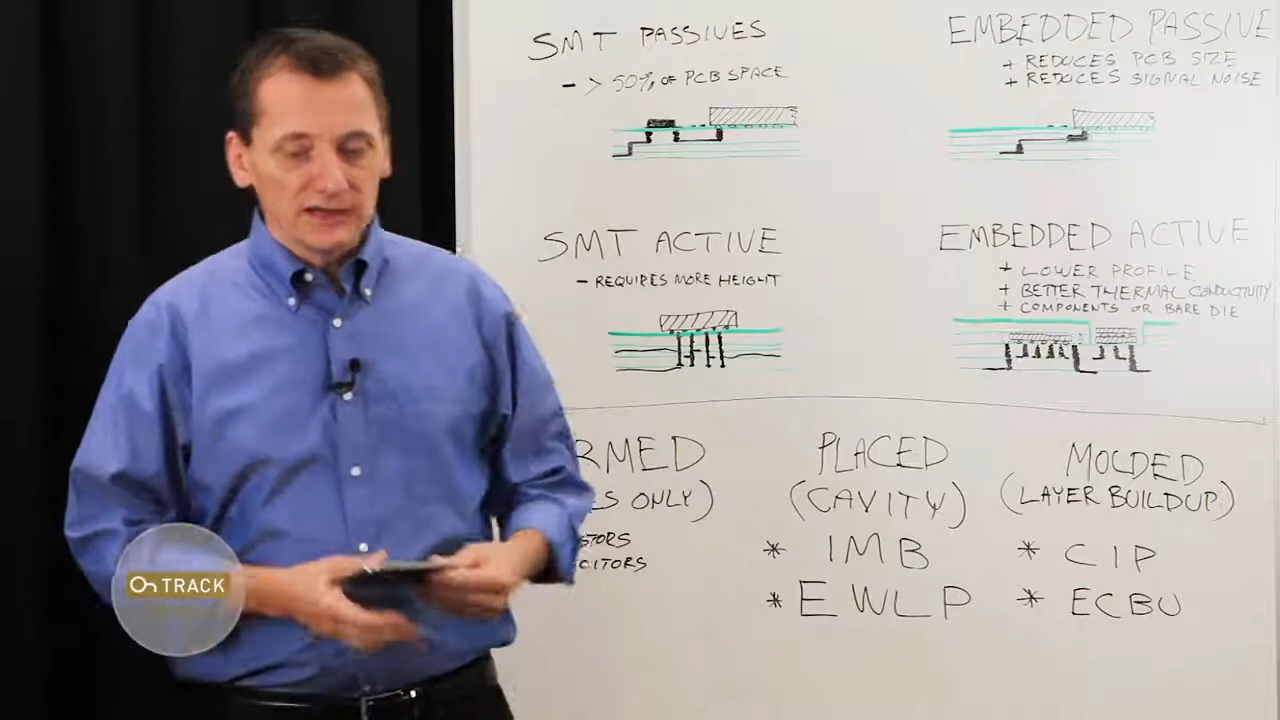 SMT PASSIVES
- > 50% OF PCB SPACE
EMBEDDED PASSIVE
+ REDUCES PCB SIZE
+ REDUCES SIGNAL NOISE
SMT ACTIVE
- REQUIRES MORE HEIGHT
EMBEDDED ACTIVE
+ LOWER PROFILE
+ BETTER THERMAL CONDUCTIVITY
+ COMPONENTS OR BARE DIE
RMED
S ONLY)
STORS
CITORS
PLACED
(CAVITY)
* IMB
* EWLP
MOLDED
(LAYER BUILDUP)
* CIP
* ECBU
On TRACK